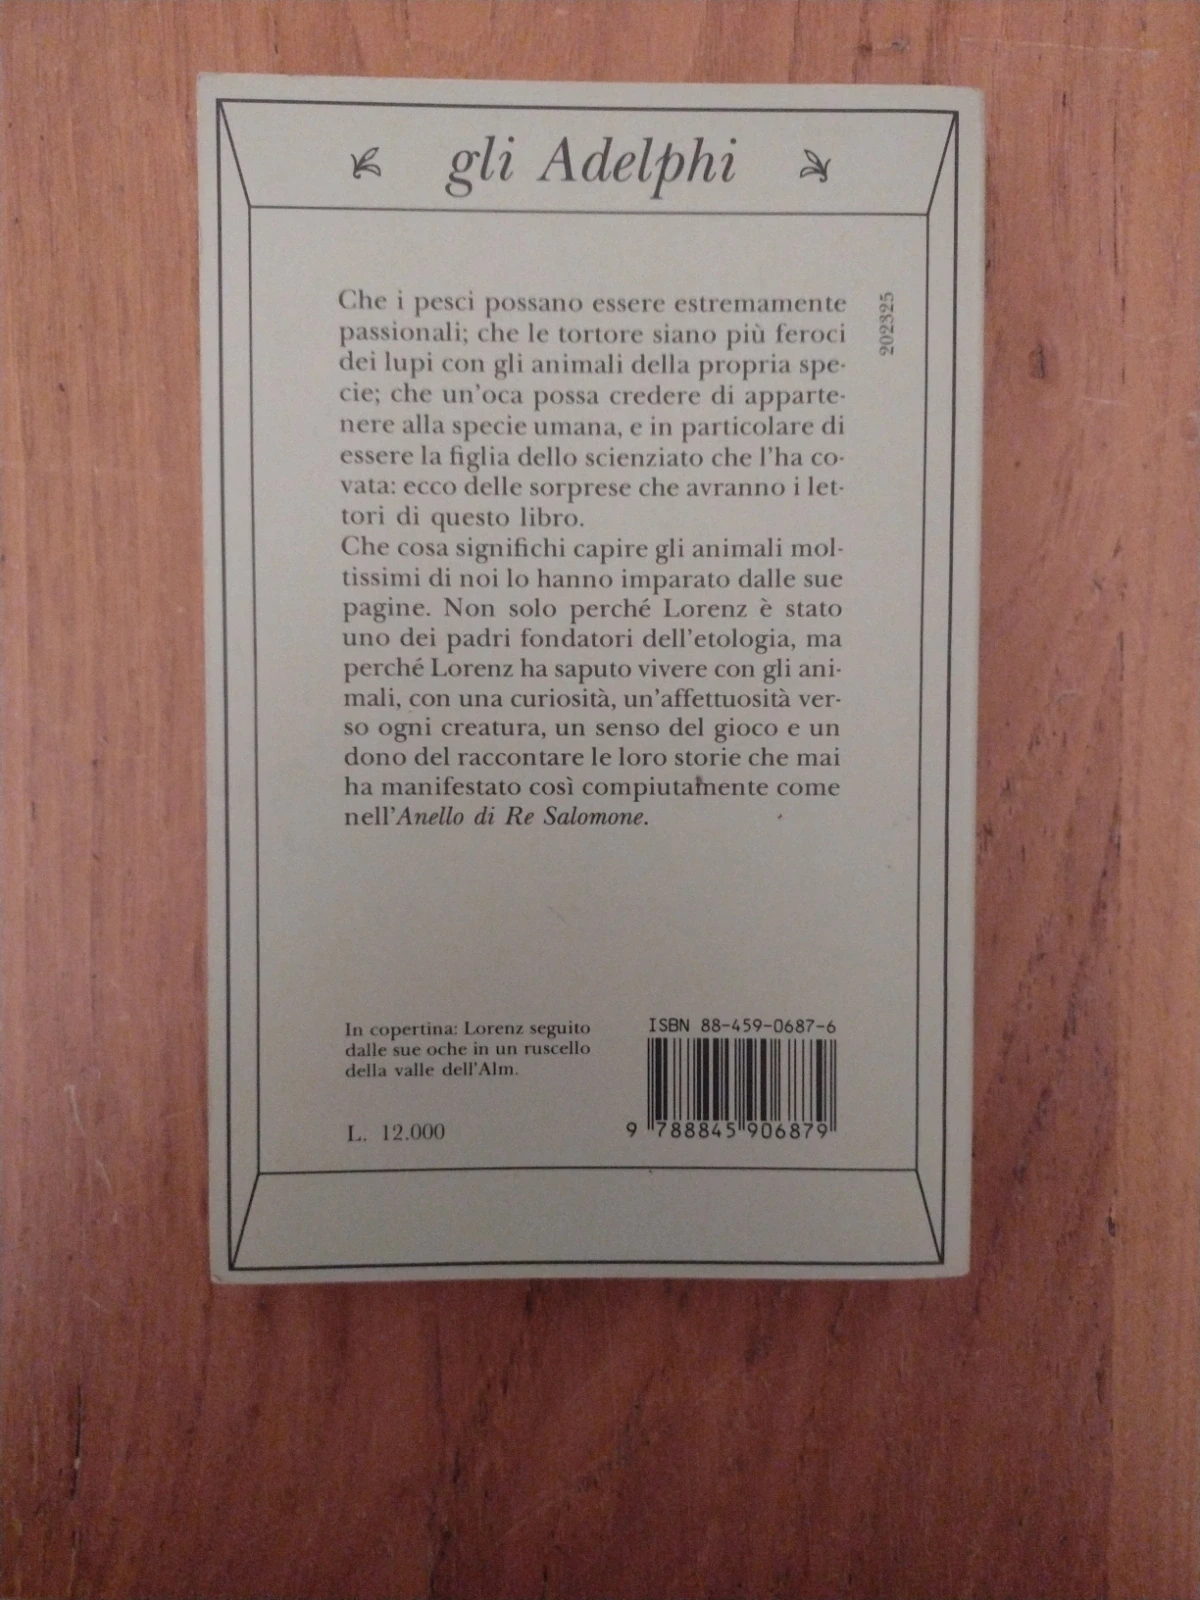 gli Adelphi
Che i pesci possano essere estremamente
passionali; che le tortore siano più feroci
dei lupi con gli animali della propria spe-
cie; che un'oca possa credere di apparte-
nere alla specie umana, e in particolare di
essere la figlia dello scienziato che l'ha co-
vata: ecco delle sorprese che avranno i let-
tori di questo libro.
Che cosa significhi capire gli animali mol-
tissimi di noi lo hanno imparato dalle sue
pagine. Non solo perché Lorenz è stato
uno dei padri fondatori dell'etologia, ma
perché Lorenz ha saputo vivere con gli ani-
mali, con una curiosità, un'affettuosità ver-
so ogni creatura, un senso del gioco e un
dono del raccontare le loro storie che mai
ha manifestato così compiutamente come
nell'Anello di Re Salomone.
202325
In copertina: Lorenz seguito
dalle sue oche in un ruscello
della valle dell'Alm.
L. 12.000
ISBN 88-459-0687-6
9 788845 906879